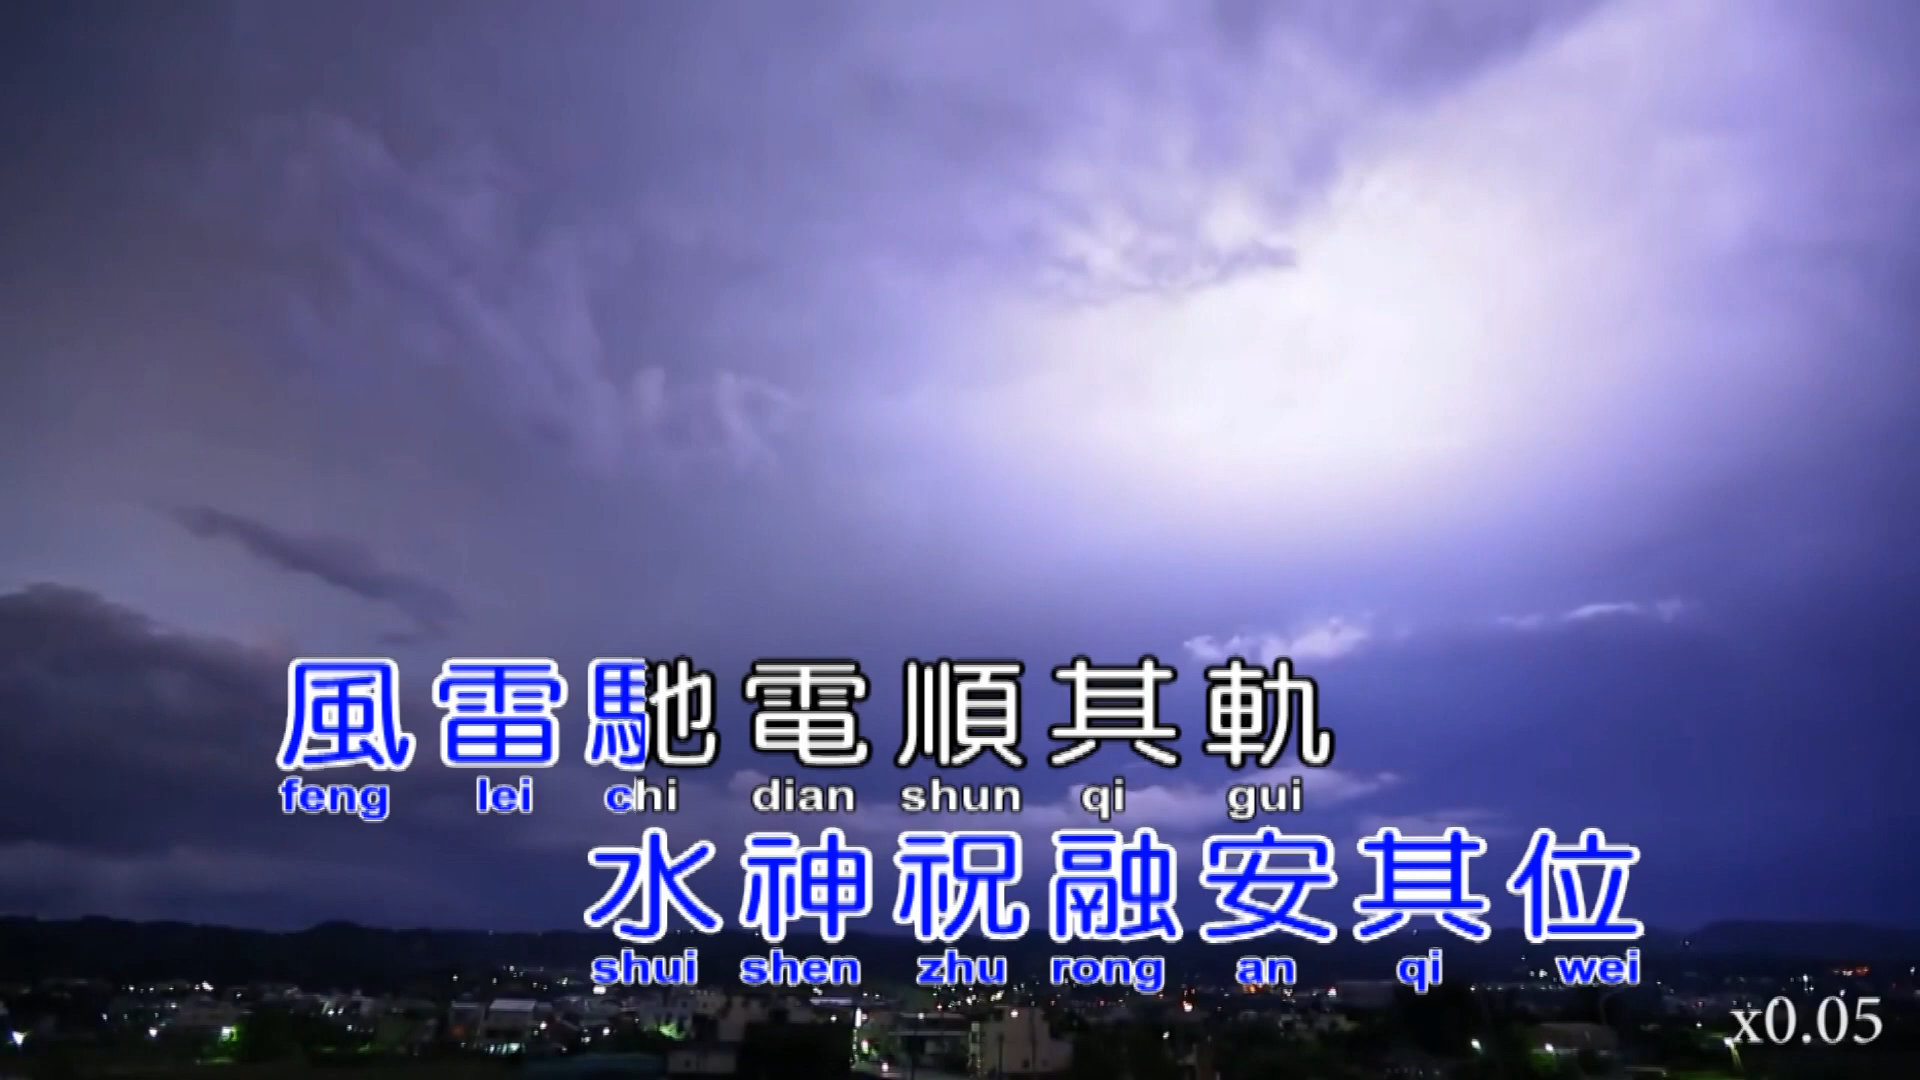 風雷馳電順其軌
feng lei chi dian shun qi gui
水神祝融安其位
shui shen zhu rong an qi wei
x0.05